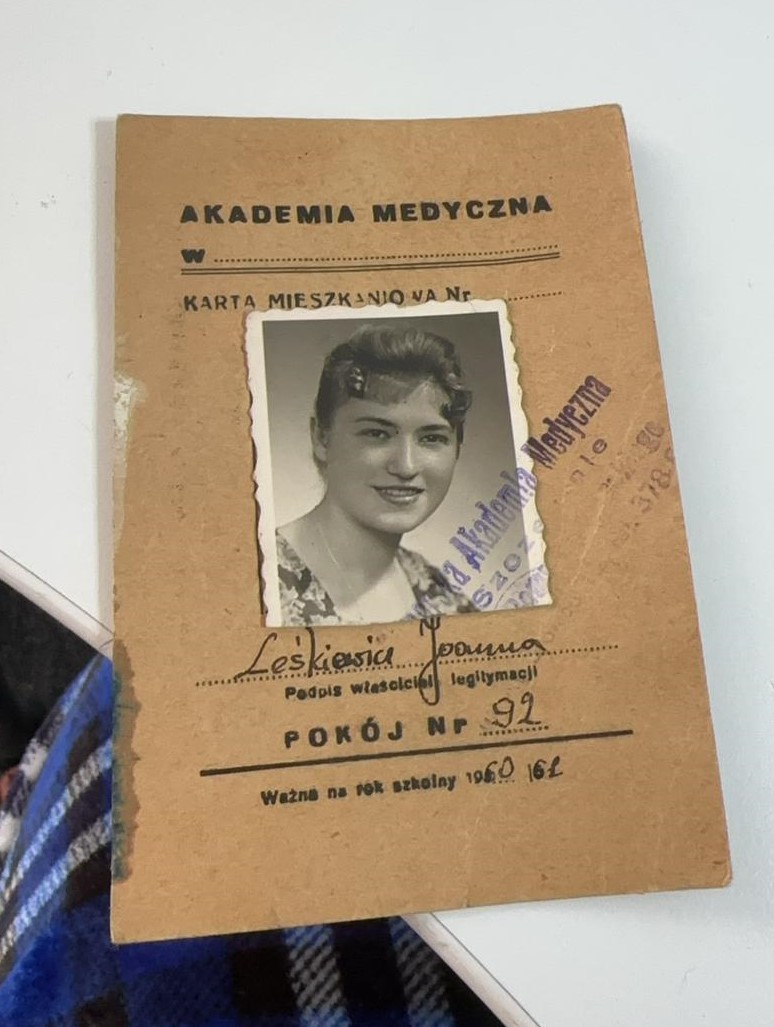 AKADEMIA MEDYCZNA
w
KARTA MIESZKANIOWA Nr
Akademia Medyczna
Leśkiewicz Joanna
Podpis właściciela legitymacji
POKÓJ Nr 92
Ważna na rok szkolny 1960/61